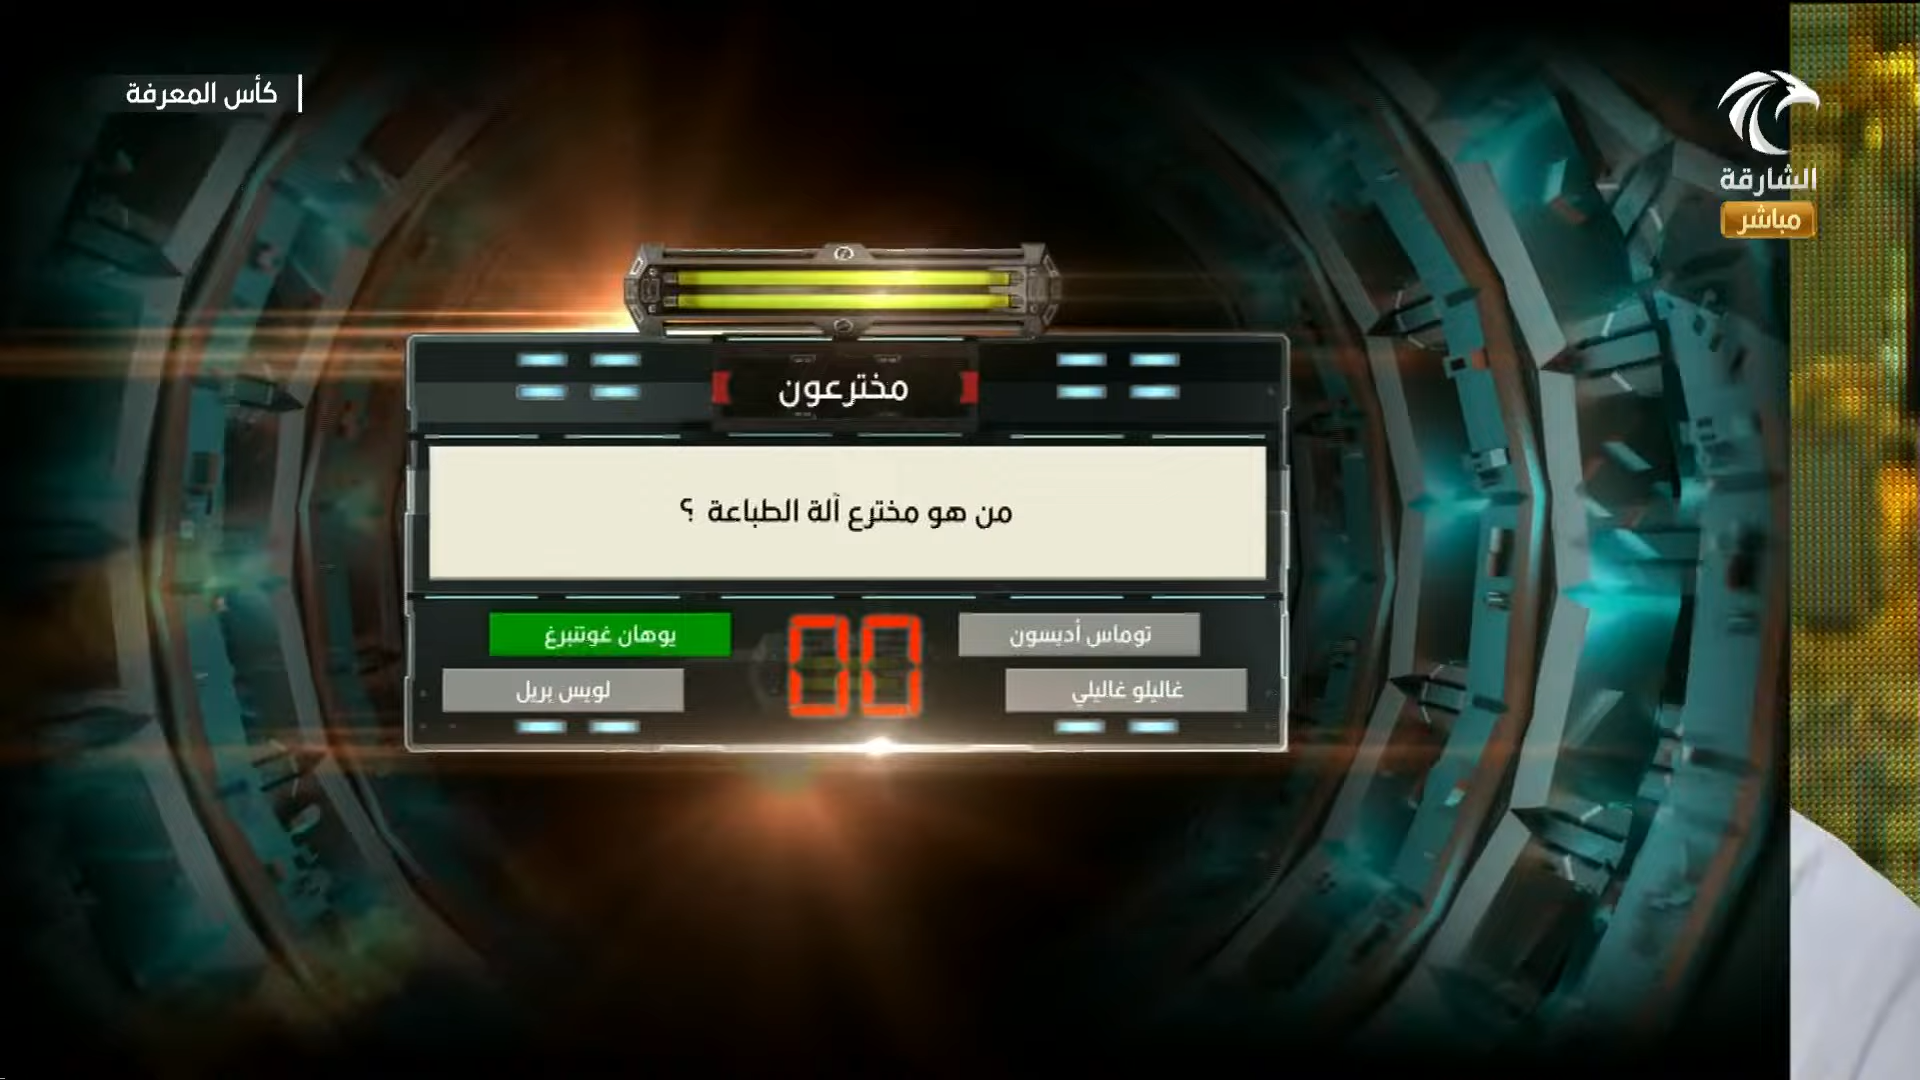 كأس المعرفة
الشارقة
مباشر
مخترعون
من هو مخترع آلة الطباعة ؟
توماس أديسون
يوهان غوتنبرغ
00
غاليلو غاليلي
لويس بريل